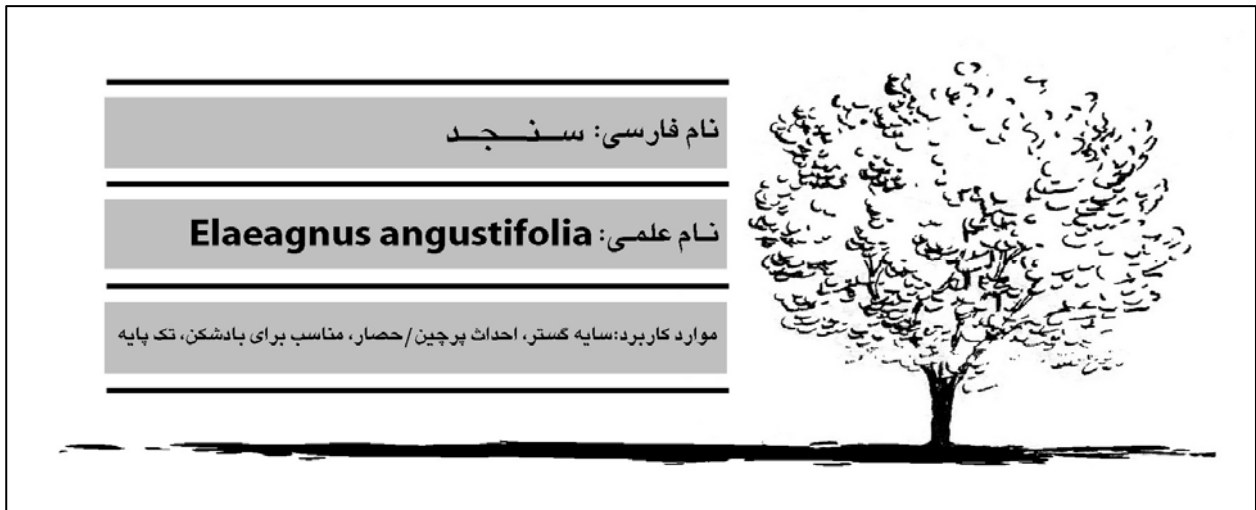 نام فارسی: سنجد
نام علمی: Elaeagnus angustifolia
موارد کاربرد:سایه گستر، احداث پرچین/حصار، مناسب برای بادشکن، تک پایه